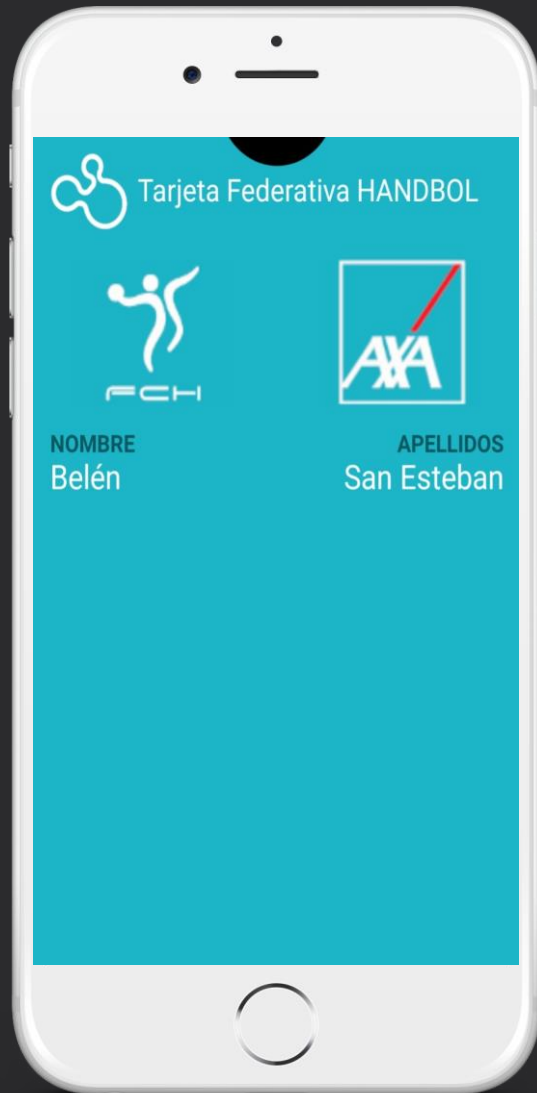 Tarjeta Federativa HANDBOL
FCH
AXA
NOMBRE
APELLIDOS
Belén
San Esteban